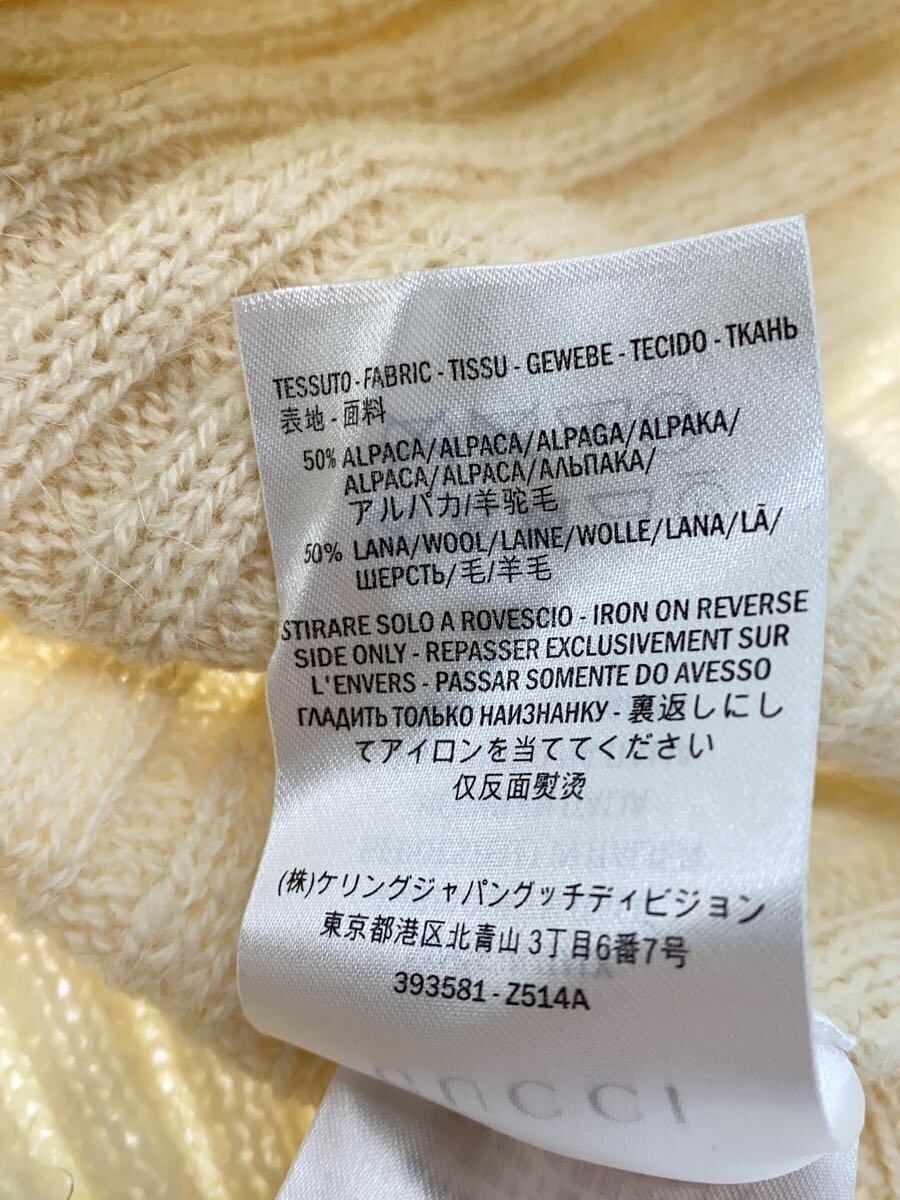 TESSUTO - FABRIC - TISSU - GEWEBE - TECIDO - ТКАНЬ
表地 - 面料
50% ALPACA/ALPACA/ALPAGA/ALPAKA/
ALPACA/ALPACA/АЛЬПАКА/
アルパカ/羊驼毛
50% LANA/WOOL/LAINE/WOLLE/LANA/LÃ/
ШЕРСТЬ/毛/羊毛
STIRARE SOLO A ROVESCIO - IRON ON REVERSE
SIDE ONLY - REPASSER EXCLUSIVEMENT SUR
L'ENVERS - PASSAR SOMENTE DO AVESSO
ГЛАДИТЬ ТОЛЬКО НАИЗНАНКУ - 裏返しにし
てアイロンを当ててください
仅反面熨烫
(株)ケリングジャパングッチディビジョン
東京都港区北青山 3丁目6番7号
393581 - Z514A
GUCCI